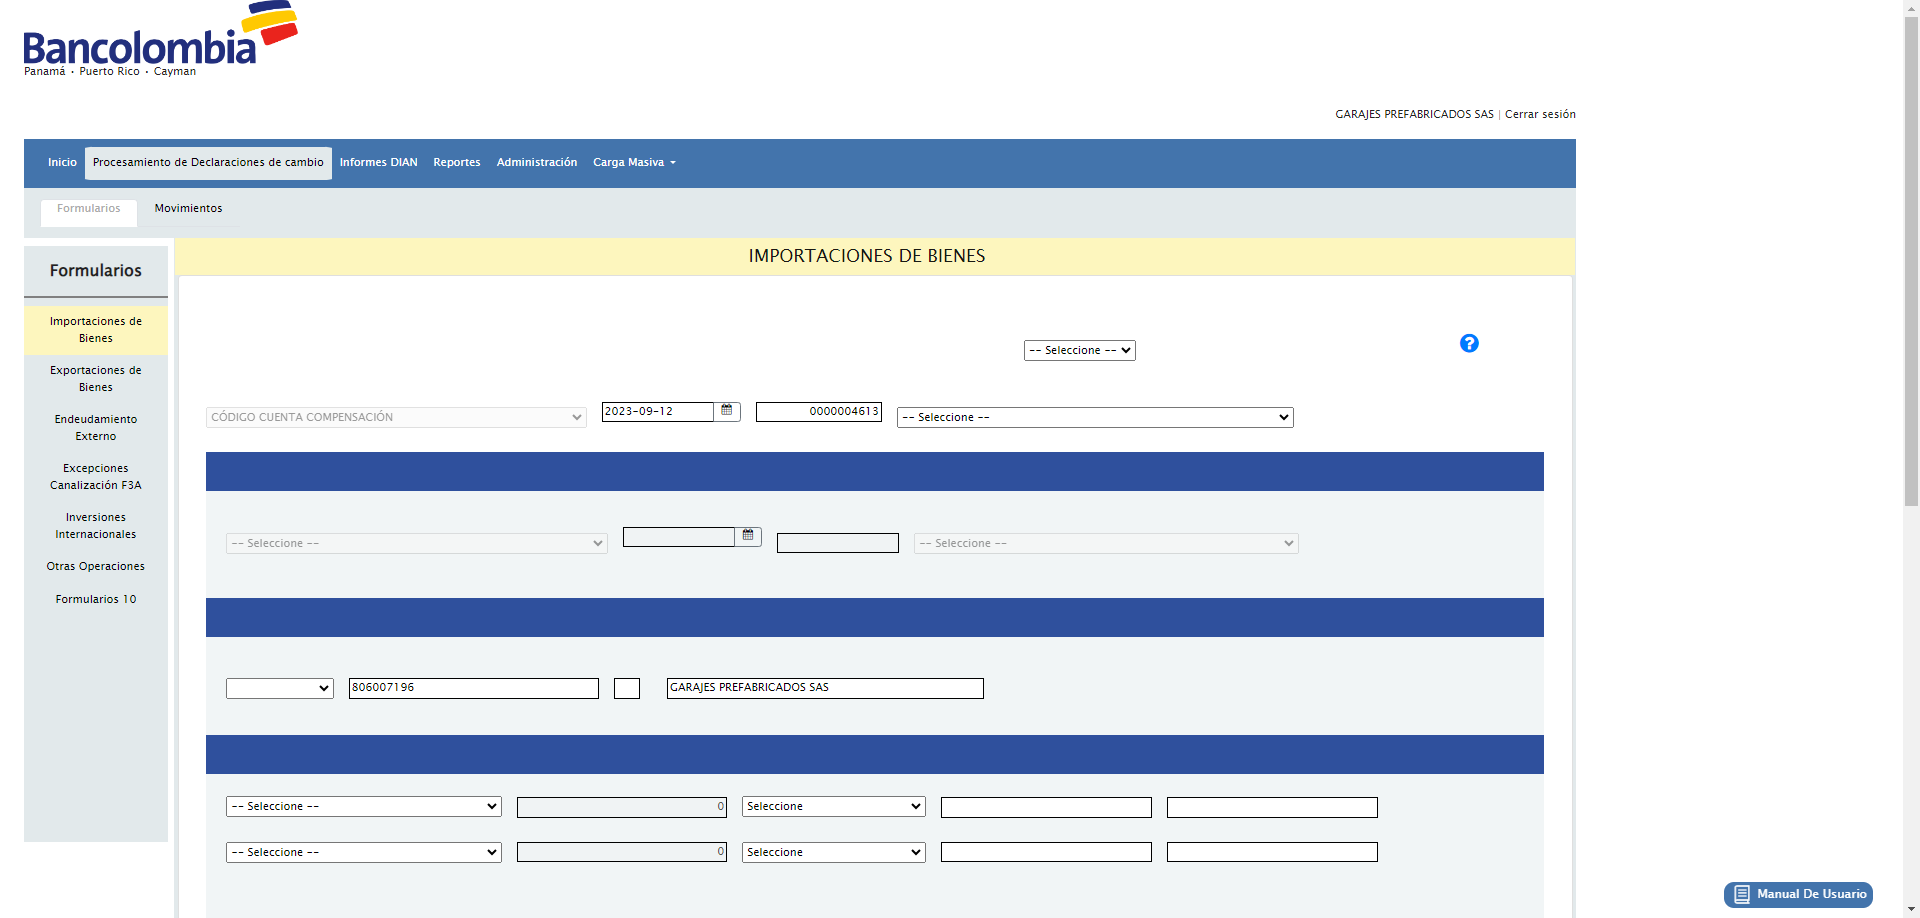 Bancolombia
Panamá · Puerto Rico · Cayman
GARAJES PREFABRICADOS SAS | Cerrar sesión
Inicio
Procesamiento de Declaraciones de cambio
Informes DIAN
Reportes
Administración
Carga Masiva
Formularios
Movimientos
Formularios
Importaciones de
Bienes
Exportaciones de
Bienes
Endeudamiento
Externo
Excepciones
Canalización F3A
Inversiones
Internacionales
Otras Operaciones
Formularios 10
IMPORTACIONES DE BIENES
-- Seleccione --
?
CÓDIGO CUENTA COMPENSACIÓN
2023-09-12
0000004613
-- Seleccione --
-- Seleccione --
-- Seleccione --
806007196
GARAJES PREFABRICADOS SAS
-- Seleccione --
0
Seleccione
-- Seleccione --
0
Seleccione
Manual De Usuario